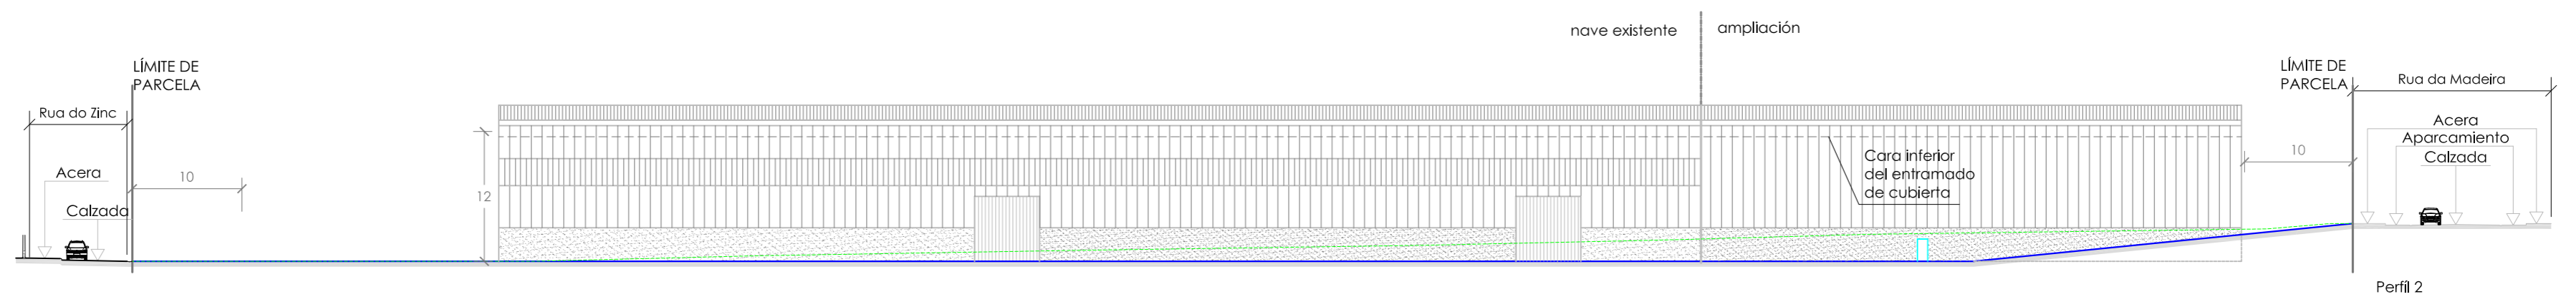 nave existente
ampliación
LÍMITE DE
PARCELA
LÍMITE DE
PARCELA
Rua da Madeira
Rua do Zinc
Acera
Aparcamiento
Calzada
Cara inferior
del entramado
de cubierta
10
Acera
10
12
Calzada
Perfíl 2